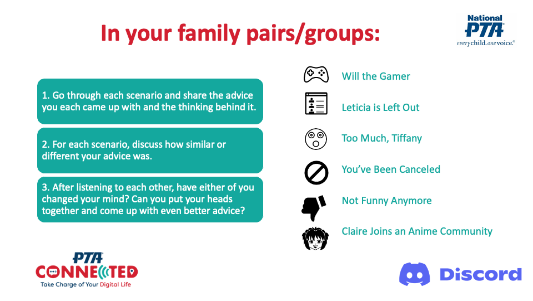 In your family pairs/groups:
National
PTA
everychild.onevoice.®
1. Go through each scenario and share the advice
you each came up with and the thinking behind it.
2. For each scenario, discuss how similar or
different your advice was.
3. After listening to each other, have either of you
changed your mind? Can you put your heads
together and come up with even better advice?
Will the Gamer
Leticia is Left Out
Too Much, Tiffany
You've Been Canceled
Not Funny Anymore
Claire Joins an Anime Community
PTA
CONNECTED
Take Charge of Your Digital Life
Discord